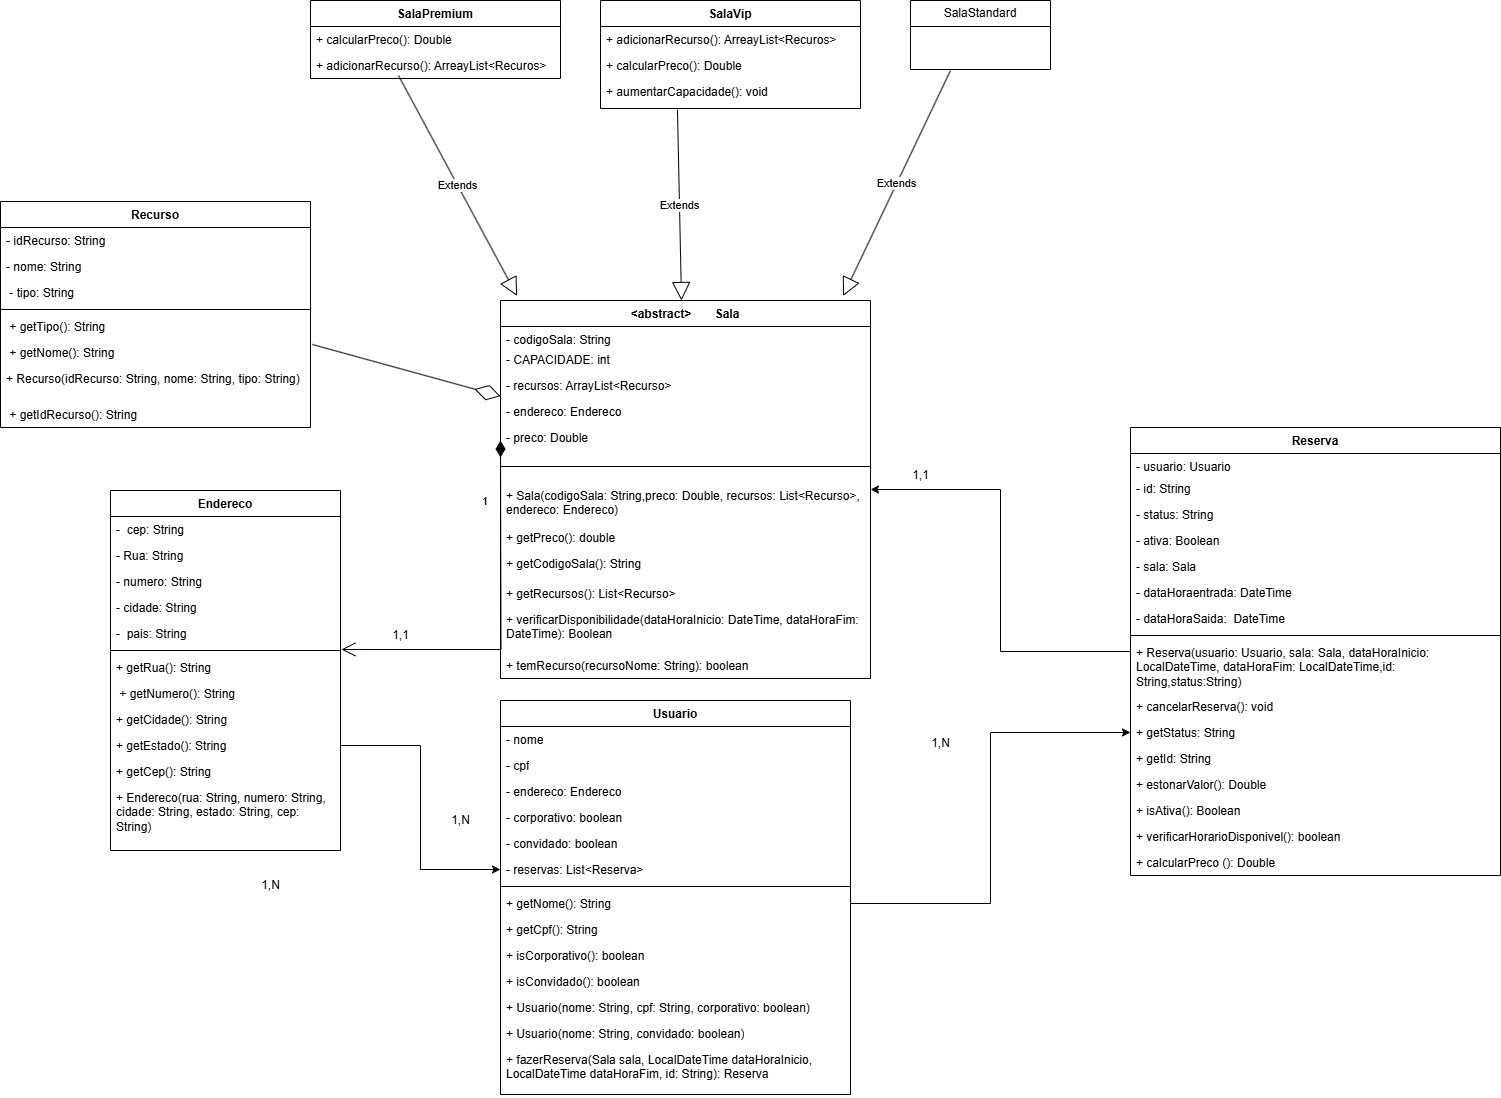 SalaPremium
+ calcularPreco(): Double
+ adicionarRecurso(): ArreayList<Recuros>
SalaVip
+ adicionarRecurso(): ArreayList<Recuros>
+ calcularPreco(): Double
+ aumentarCapacidade(): void
SalaStandard
Extends
Extends
Extends
Recurso
- idRecurso: String
- nome: String
- tipo: String
+ getTipo(): String
+ getNome(): String
+ Recurso(idRecurso: String, nome: String, tipo: String)
+ getIdRecurso(): String
<abstract> Sala
- codigoSala: String
- CAPACIDADE: int
- recursos: ArrayList<Recurso>
- endereco: Endereco
- preco: Double
+ Sala(codigoSala: String,preco: Double, recursos: List<Recurso>,
endereco: Endereco)
+ getPreco(): double
+ getCodigoSala(): String
+ getRecursos(): List<Recurso>
+ verificarDisponibilidade(dataHoraInicio: DateTime, dataHoraFim:
DateTime): Boolean
+ temRecurso(recursoNome: String): boolean
1
1,1
1,1
Endereco
- cep: String
- Rua: String
- numero: String
- cidade: String
- pais: String
+ getRua(): String
+ getNumero(): String
+ getCidade(): String
+ getEstado(): String
+ getCep(): String
+ Endereco(rua: String, numero: String,
cidade: String, estado: String, cep:
String)
1,N
1,N
Usuario
- nome
- cpf
- endereco: Endereco
- corporativo: boolean
- convidado: boolean
- reservas: List<Reserva>
+ getNome(): String
+ getCpf(): String
+ isCorporativo(): boolean
+ isConvidado(): boolean
+ Usuario(nome: String, cpf: String, corporativo: boolean)
+ Usuario(nome: String, convidado: boolean)
+ fazerReserva(Sala sala, LocalDateTime dataHoraInicio,
LocalDateTime dataHoraFim, id: String): Reserva
1,N
Reserva
- usuario: Usuario
- id: String
- status: String
- ativa: Boolean
- sala: Sala
- dataHoraentrada: DateTime
- dataHoraSaida: DateTime
+ Reserva(usuario: Usuario, sala: Sala, dataHoraInicio:
LocalDateTime, dataHoraFim: LocalDateTime,id:
String,status:String)
+ cancelarReserva(): void
+ getStatus: String
+ getId: String
+ estonarValor(): Double
+ isAtiva(): Boolean
+ verificarHorarioDisponivel(): boolean
+ calcularPreco (): Double